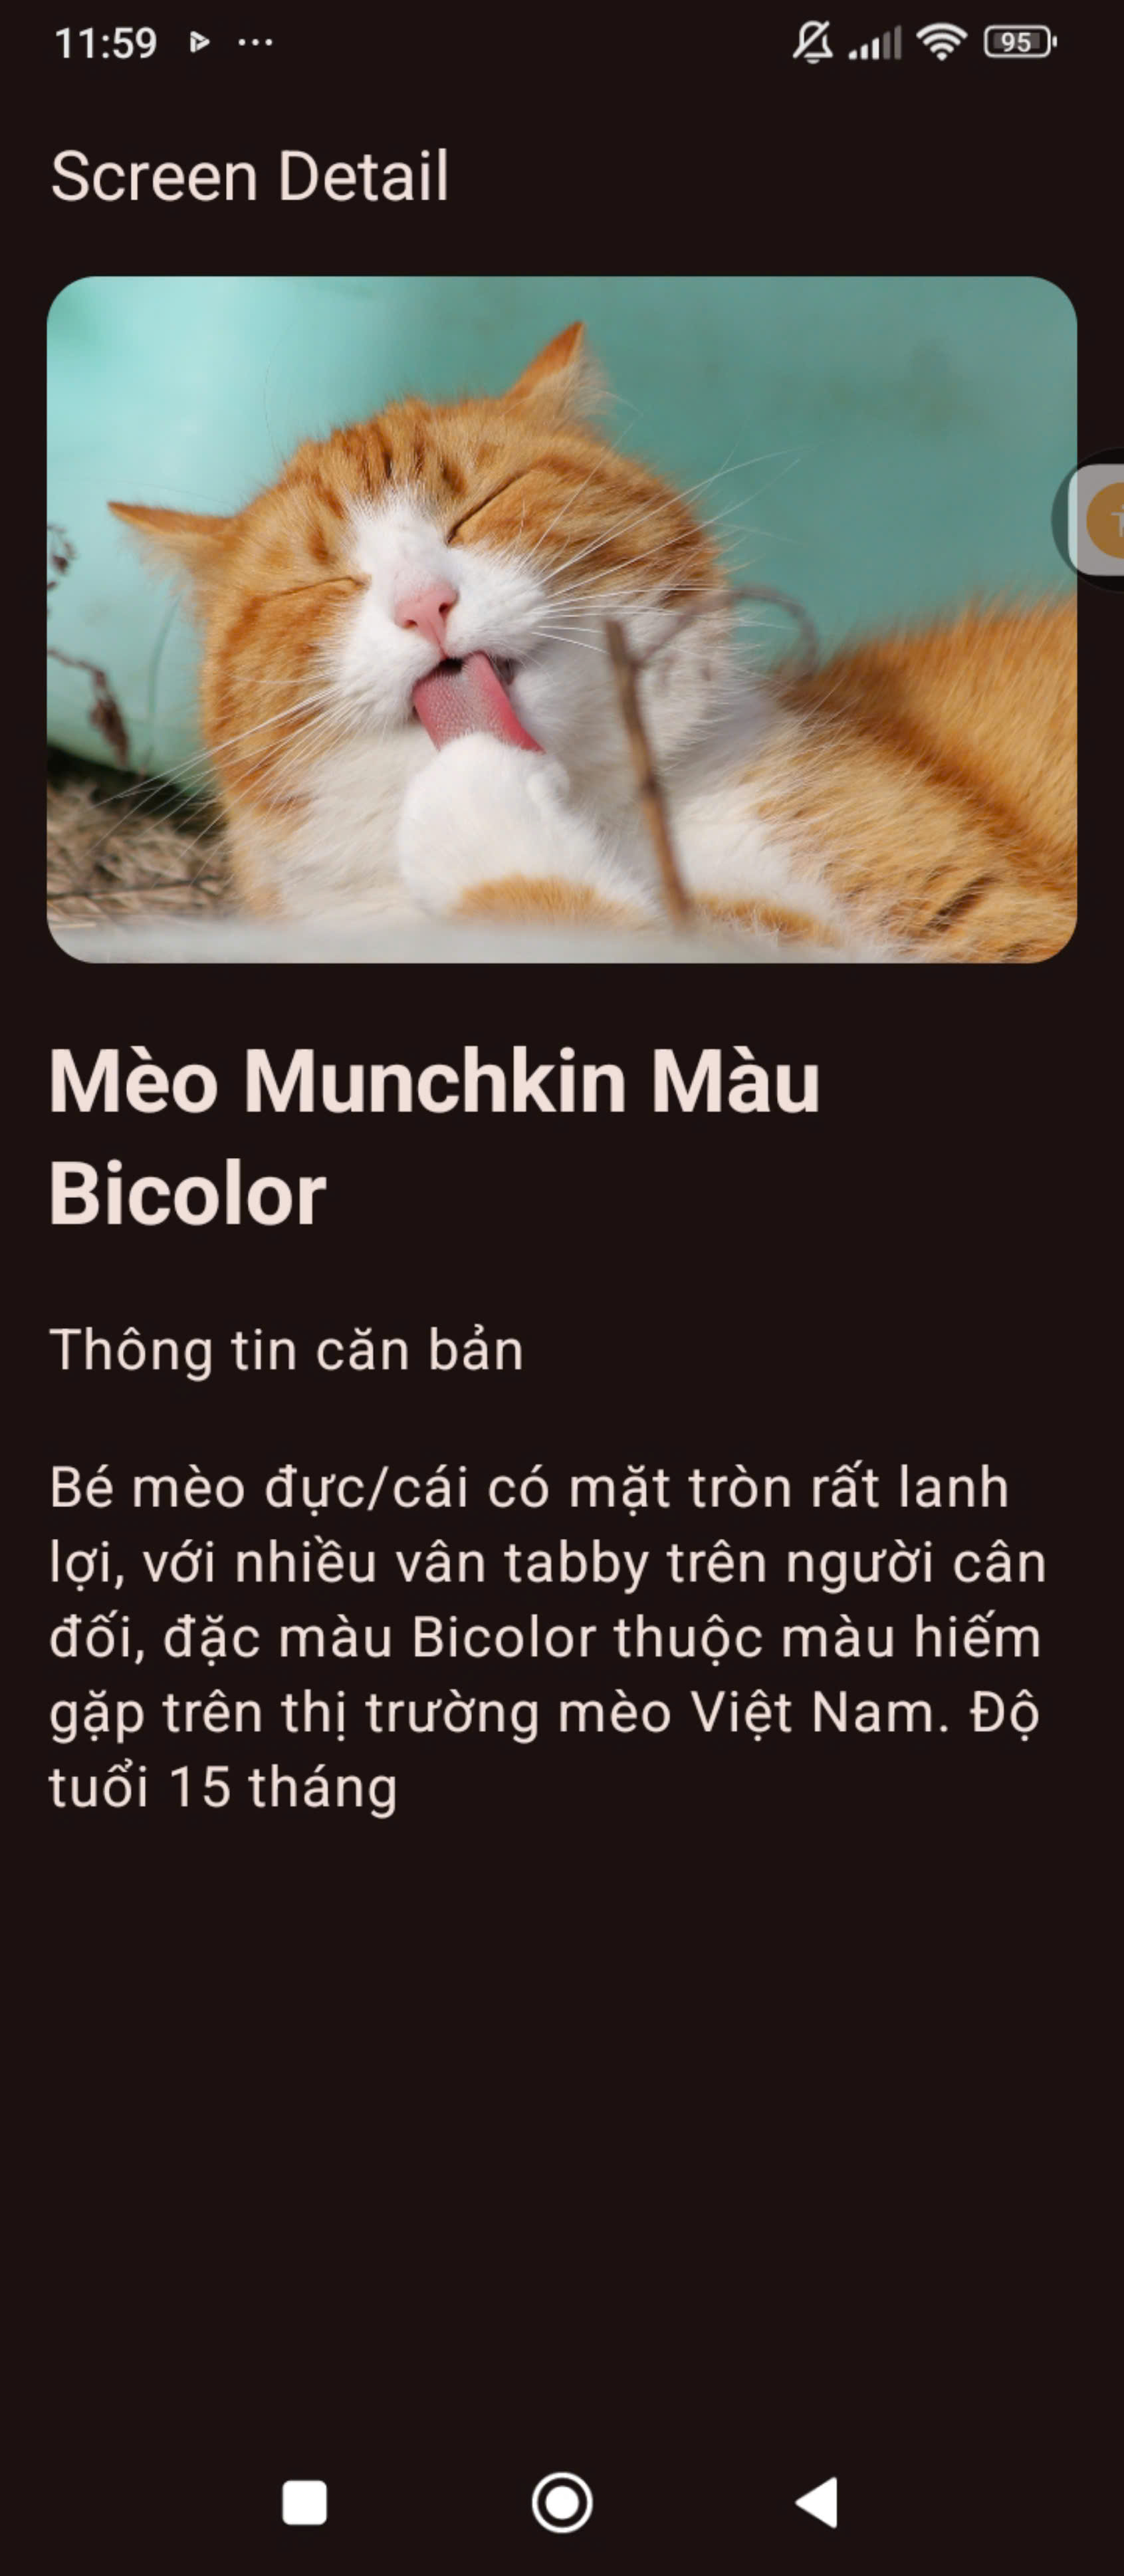 11:59
95
Screen Detail
Mèo Munchkin Màu
Bicolor
Thông tin căn bản
Bé mèo đực/cái có mặt tròn rất lanh
lợi, với nhiều vân tabby trên người cân
đối, đặc màu Bicolor thuộc màu hiếm
gặp trên thị trường mèo Việt Nam. Độ
tuổi 15 tháng